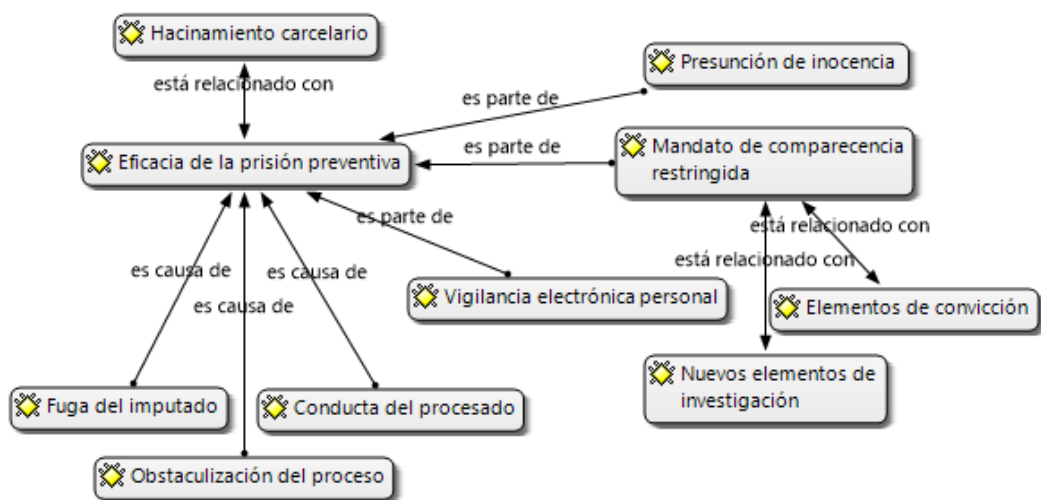 Hacinamiento carcelario
está relacionado con
Presunción de inocencia
es parte de
es parte de
Mandato de comparecencia
restringida
Eficacia de la prisión preventiva
es parte de
está relacionado con
está relacionado con
es causa de
es causa de
es causa de
Vigilancia electrónica personal
Elementos de convicción
Nuevos elementos de
investigación
Fuga del imputado
Conducta del procesado
Obstaculización del proceso